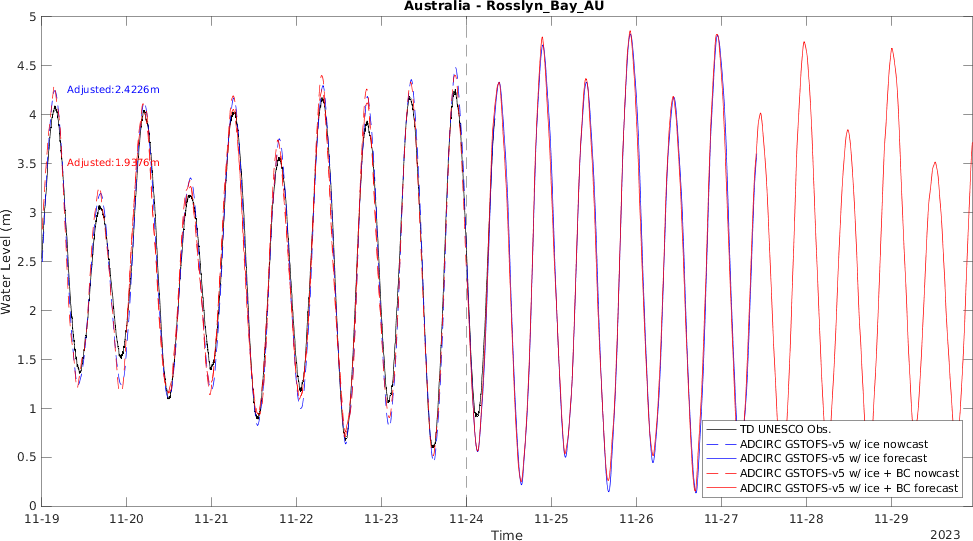 Australia - Rosslyn_Bay_AU
5
4.5
4
3.5
3
2.5
2
1.5
1
0.5
0
Water Level (m)
Adjusted:2.4226m
Adjusted:1.9376m
TD UNESCO Obs.
ADCIRC GSTOFS-v5 w/ ice nowcast
ADCIRC GSTOFS-v5 w/ ice forecast
ADCIRC GSTOFS-v5 w/ ice + BC nowcast
ADCIRC GSTOFS-v5 w/ ice + BC forecast
11-19 11-20 11-21 11-22 11-23 11-24 11-25 11-26 11-27 11-28 11-29
Time
2023